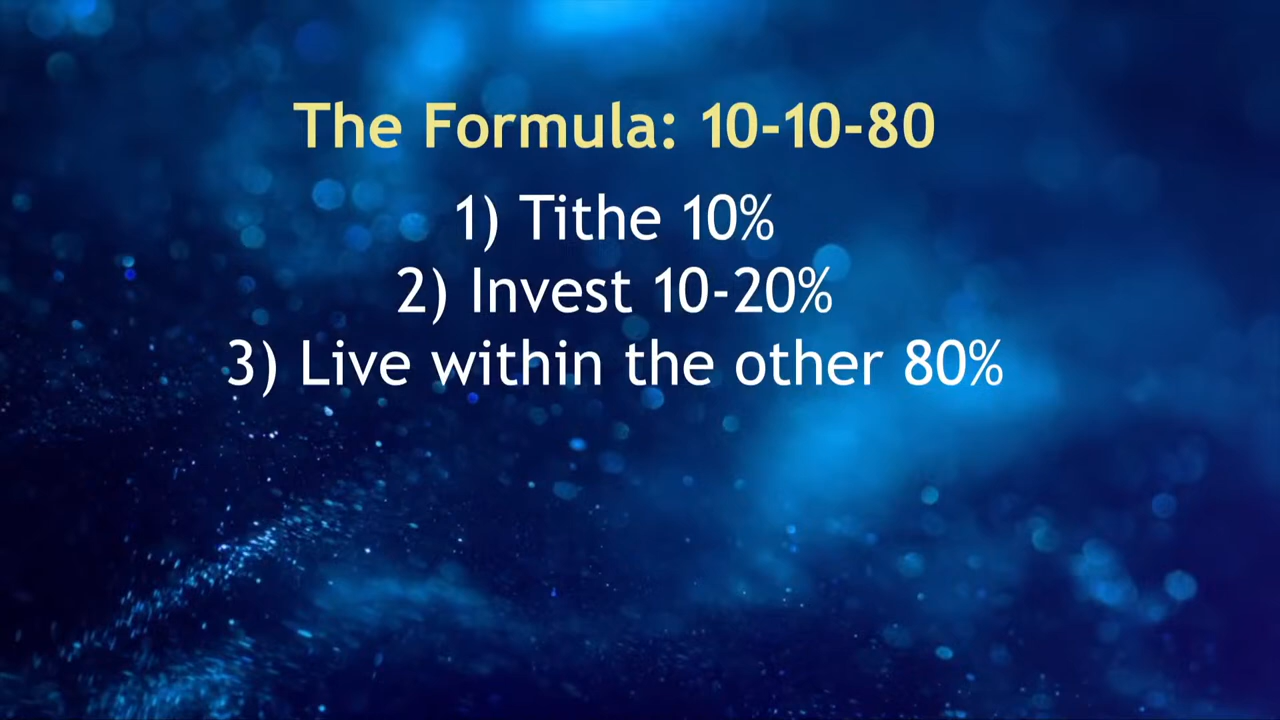 The Formula: 10-10-80
1) Tithe 10%
2) Invest 10-20%
3) Live within the other 80%